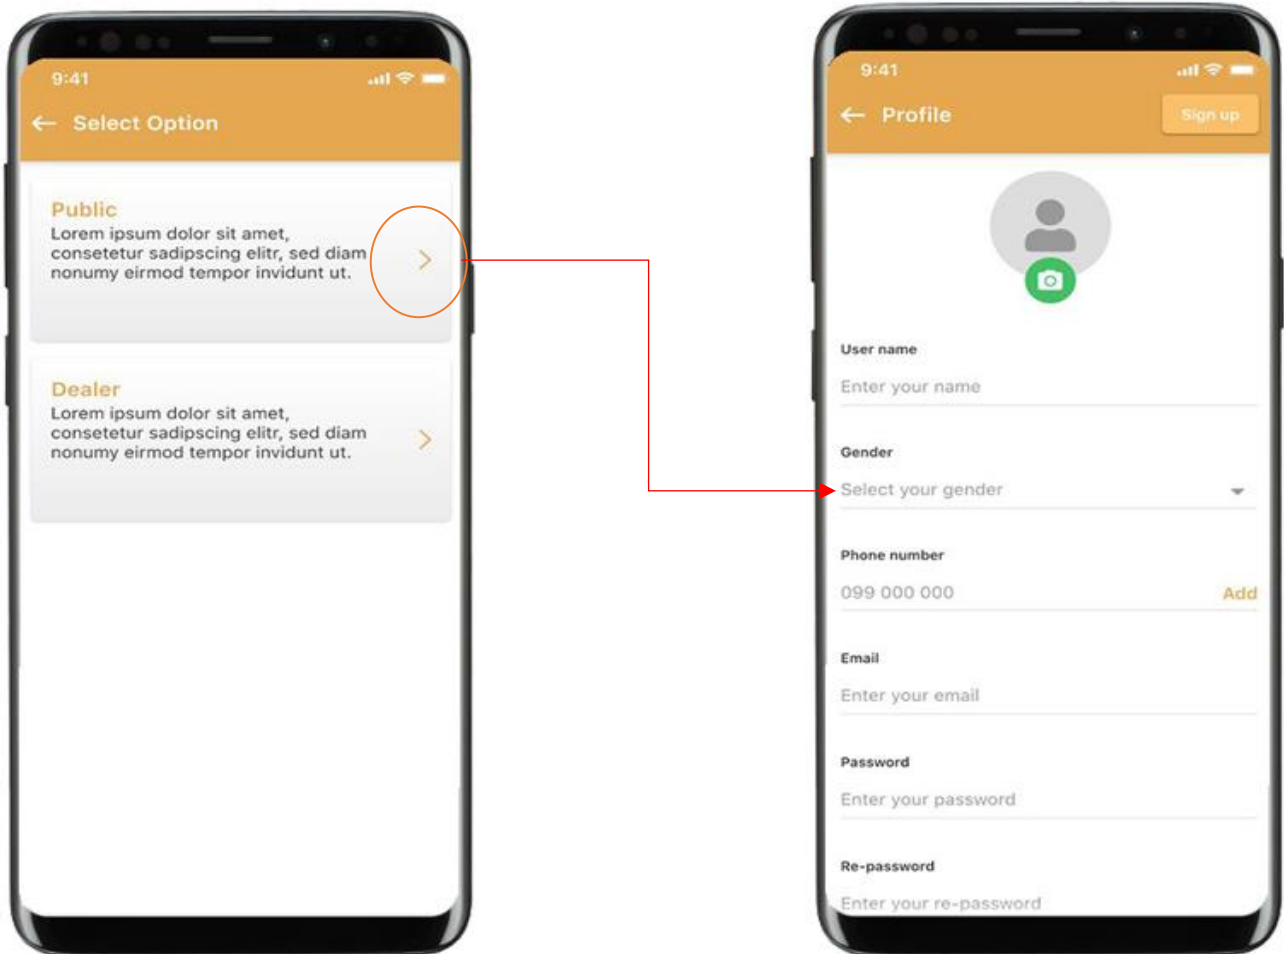 9:41
Select Option
Public
Lorem ipsum dolor sit amet,
consetetur sadipscing elitr, sed diam
nonumy eirmod tempor invidunt ut.
Dealer
Lorem ipsum dolor sit amet,
consetetur sadipscing elitr, sed diam
nonumy eirmod tempor invidunt ut.
9:41
Profile
Sign up
User name
Enter your name
Gender
Select your gender
Phone number
099 000 000
Add
Email
Enter your email
Password
Enter your password
Re-password
Enter your re-password